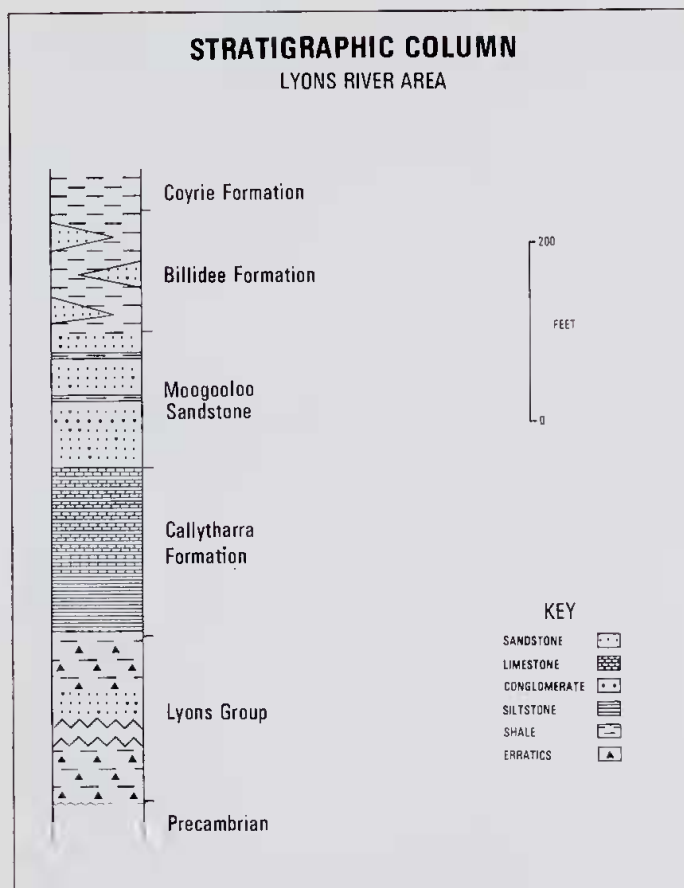 STRATIGRAPHIC COLUMN
LYONS RIVER AREA
Coyrie Formation
Billidee Formation
Moogooloo
Sandstone
Callytharra
Formation
Lyons Group
Precambrian
200
FEET
0
KEY
SANDSTONE
LIMESTONE
CONGLOMERATE
SILTSTONE
SHALE
ERRATICS